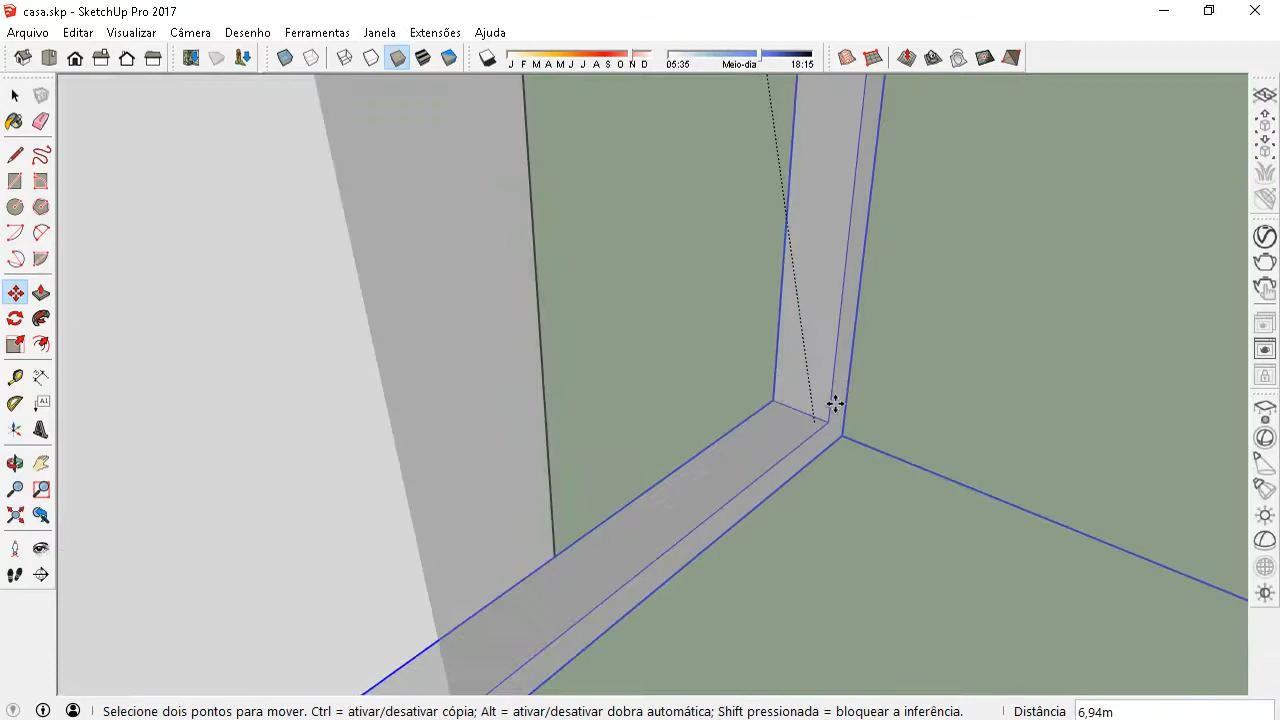 casa.skp - SketchUp Pro 2017
Arquivo Editar Visualizar Câmera Desenho Ferramentas Janela Extensões Ajuda
J F M A M J J A S O N D 05:35 Meio-dia 18:15
A1
Selecione dois pontos para mover. Ctrl = ativar/desativar cópia; Alt = ativar/desativar dobra automática; Shift pressionada = bloquear a inferência. Distância 6,94m